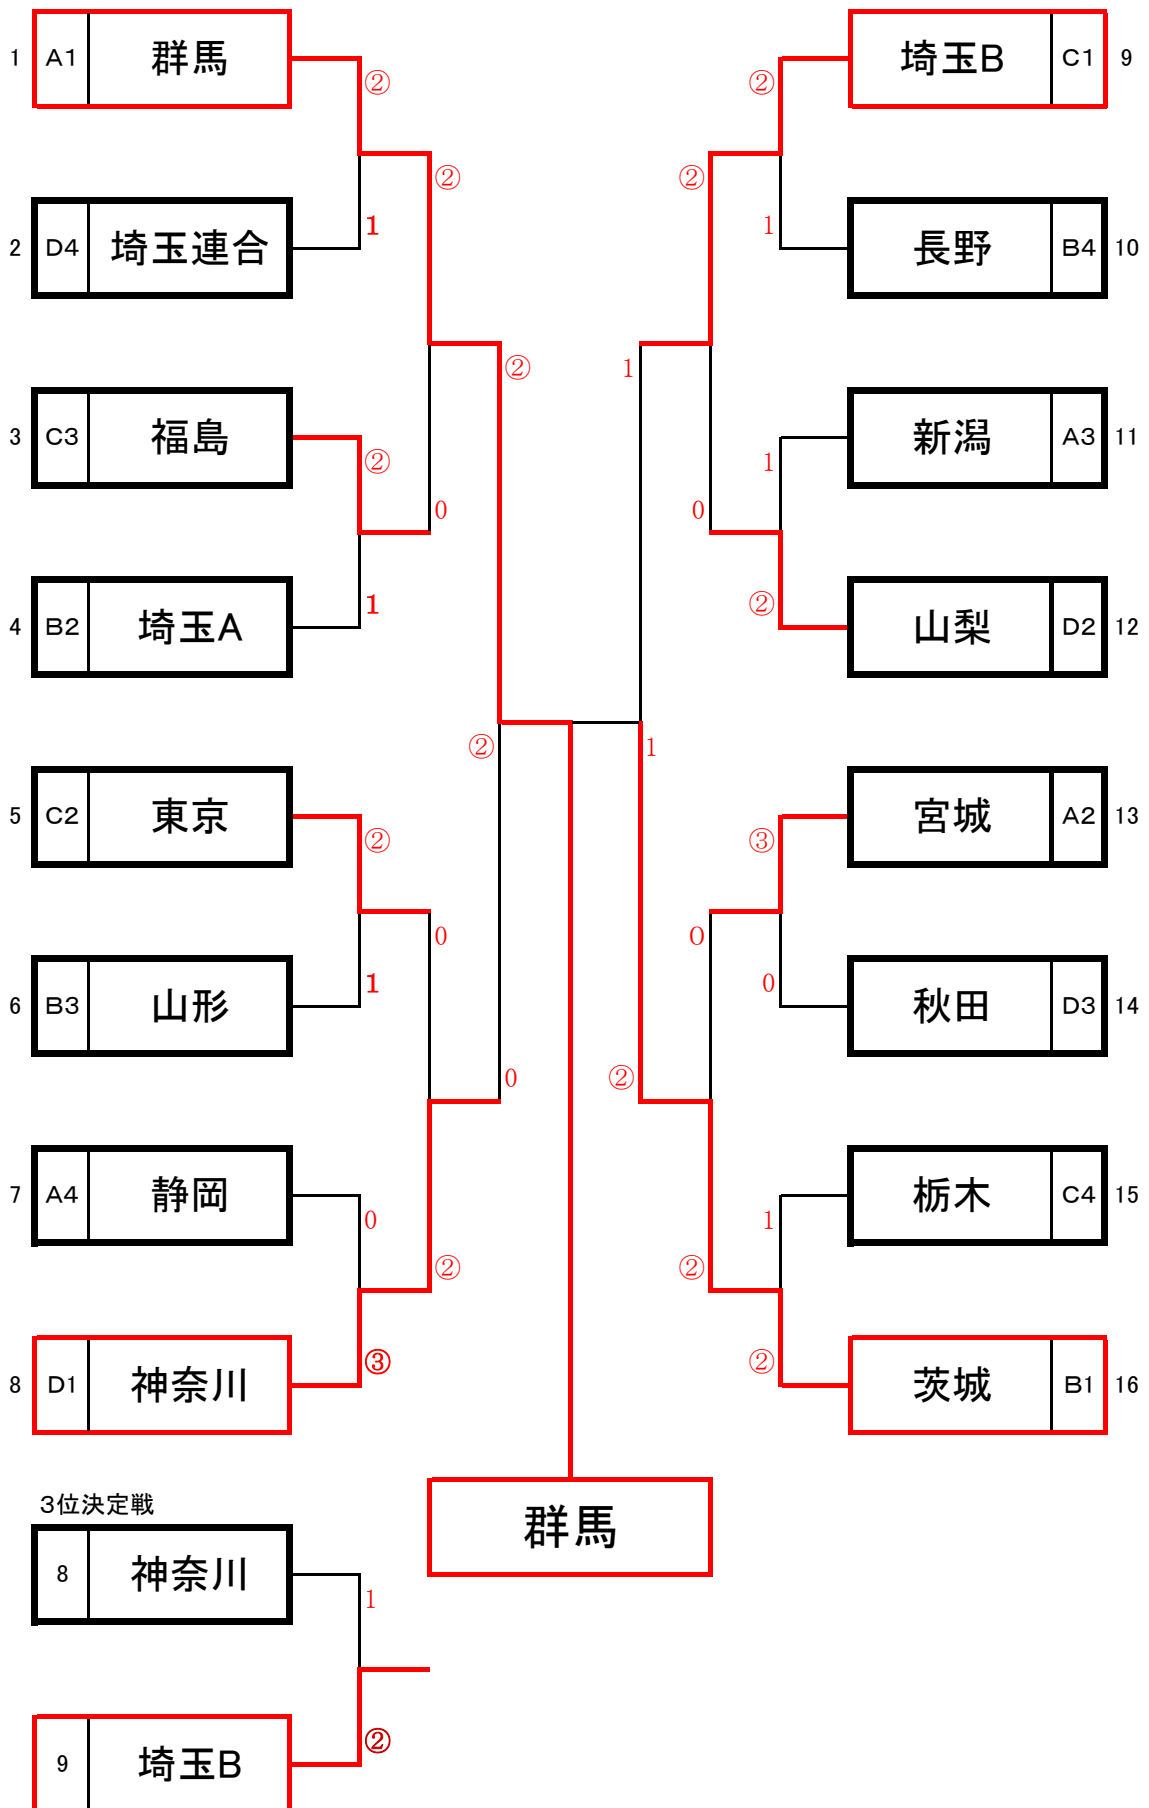 1 A1 群馬 ② ② 埼玉B C1 9
② ②
2 D4 埼玉連合 1 1 長野 B4 10
② 1
3 C3 福島 ② 1 新潟 A3 11
0 0
4 B2 埼玉A 1 ② 山梨 D2 12
② 1
5 C2 東京 ② ③ 宮城 A2 13
0 0
6 B3 山形 1 0 秋田 D3 14
0 ②
7 A4 静岡 0 1 栃木 C4 15
② ②
8 D1 神奈川 ③ ② 茨城 B1 16
3位決定戦
群馬
8 神奈川 1
9 埼玉B ②